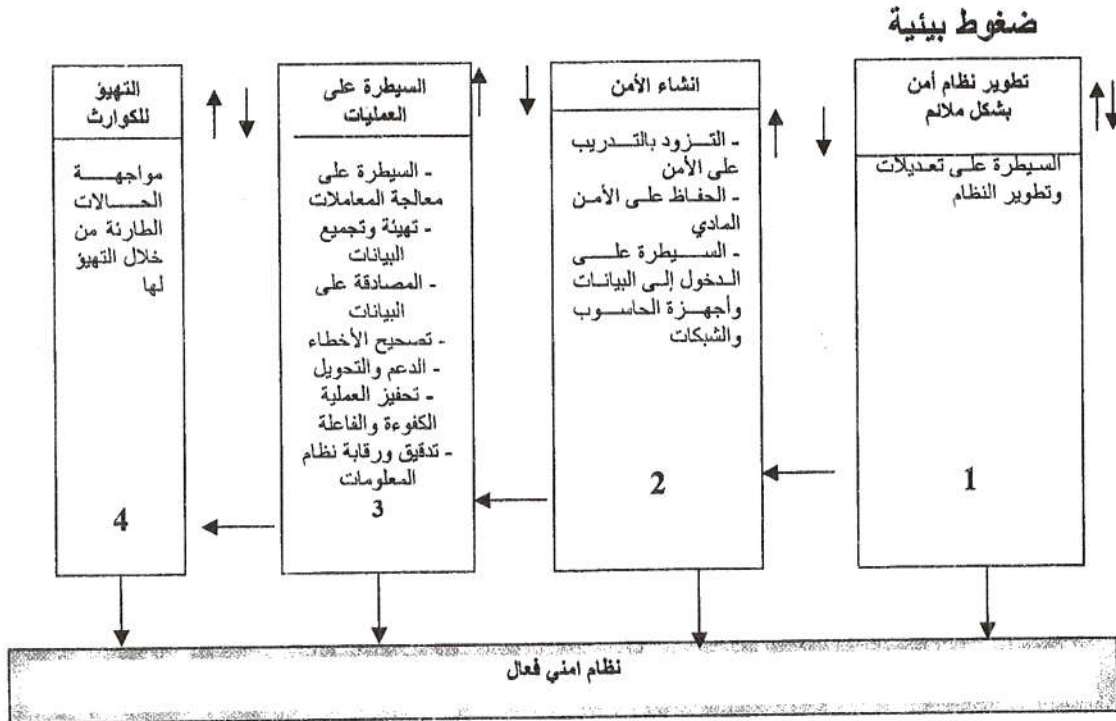 ضغوط بيئية
تطوير نظام أمن
بشكل ملائم
السيطرة على تعديلات
وتطوير النظام
1
انشاء الأمن
- التزود بالتدريب
على الأمن
- الحفاظ على الأمن
المادي
- السيطرة على
الدخول إلى البيانات
وأجهزة الحاسوب
والشبكات
2
السيطرة على
العمليات
- السيطرة على
معالجة المعاملات
- تهيئة وتجميع
البيانات
- المصادقة على
البيانات
- تصحيح الأخطاء
- الدعم والتحويل
- تحفيز العملية
الكفوءة والفاعلة
- تدقيق ورقابة نظام
المعلومات
3
التهيؤ
للكوارث
مواجهة
الحالات
الطارئة من
خلال التهيؤ
لها
4
نظام امني فعال